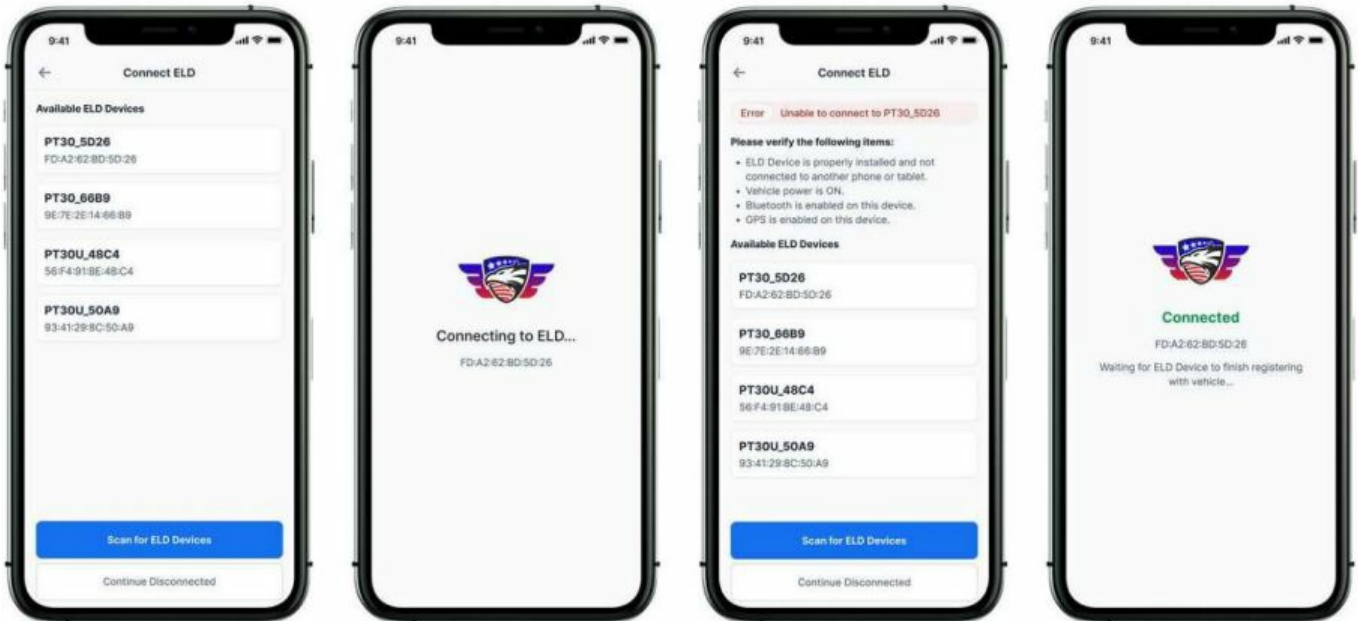 9:41
Connect ELD
Available ELD Devices
PT30_5D26
FD:A2:62:BD:5D:26
PT30_66B9
9E:7E:2E:14:66:B9
PT30U_48C4
56:F4:91:BE:48:C4
PT30U_50A9
93:41:29:8C:50:A9
Scan for ELD Devices
Continue Disconnected
9:41
Connecting to ELD...
FD:A2:62:BD:5D:26
9:41
Connect ELD
Error Unable to connect to PT30_5D26
Please verify the following items:
• ELD Device is properly installed and not
connected to another phone or tablet.
• Vehicle power is ON.
• Bluetooth is enabled on this device.
• GPS is enabled on this device.
Available ELD Devices
PT30_5D26
FD:A2:62:BD:5D:26
PT30_66B9
9E:7E:2E:14:66:B9
PT30U_48C4
56:F4:91:BE:48:C4
PT30U_50A9
93:41:29:8C:50:A9
Scan for ELD Devices
Continue Disconnected
9:41
Connected
FD:A2:62:BD:5D:26
Waiting for ELD Device to finish registering
with vehicle...